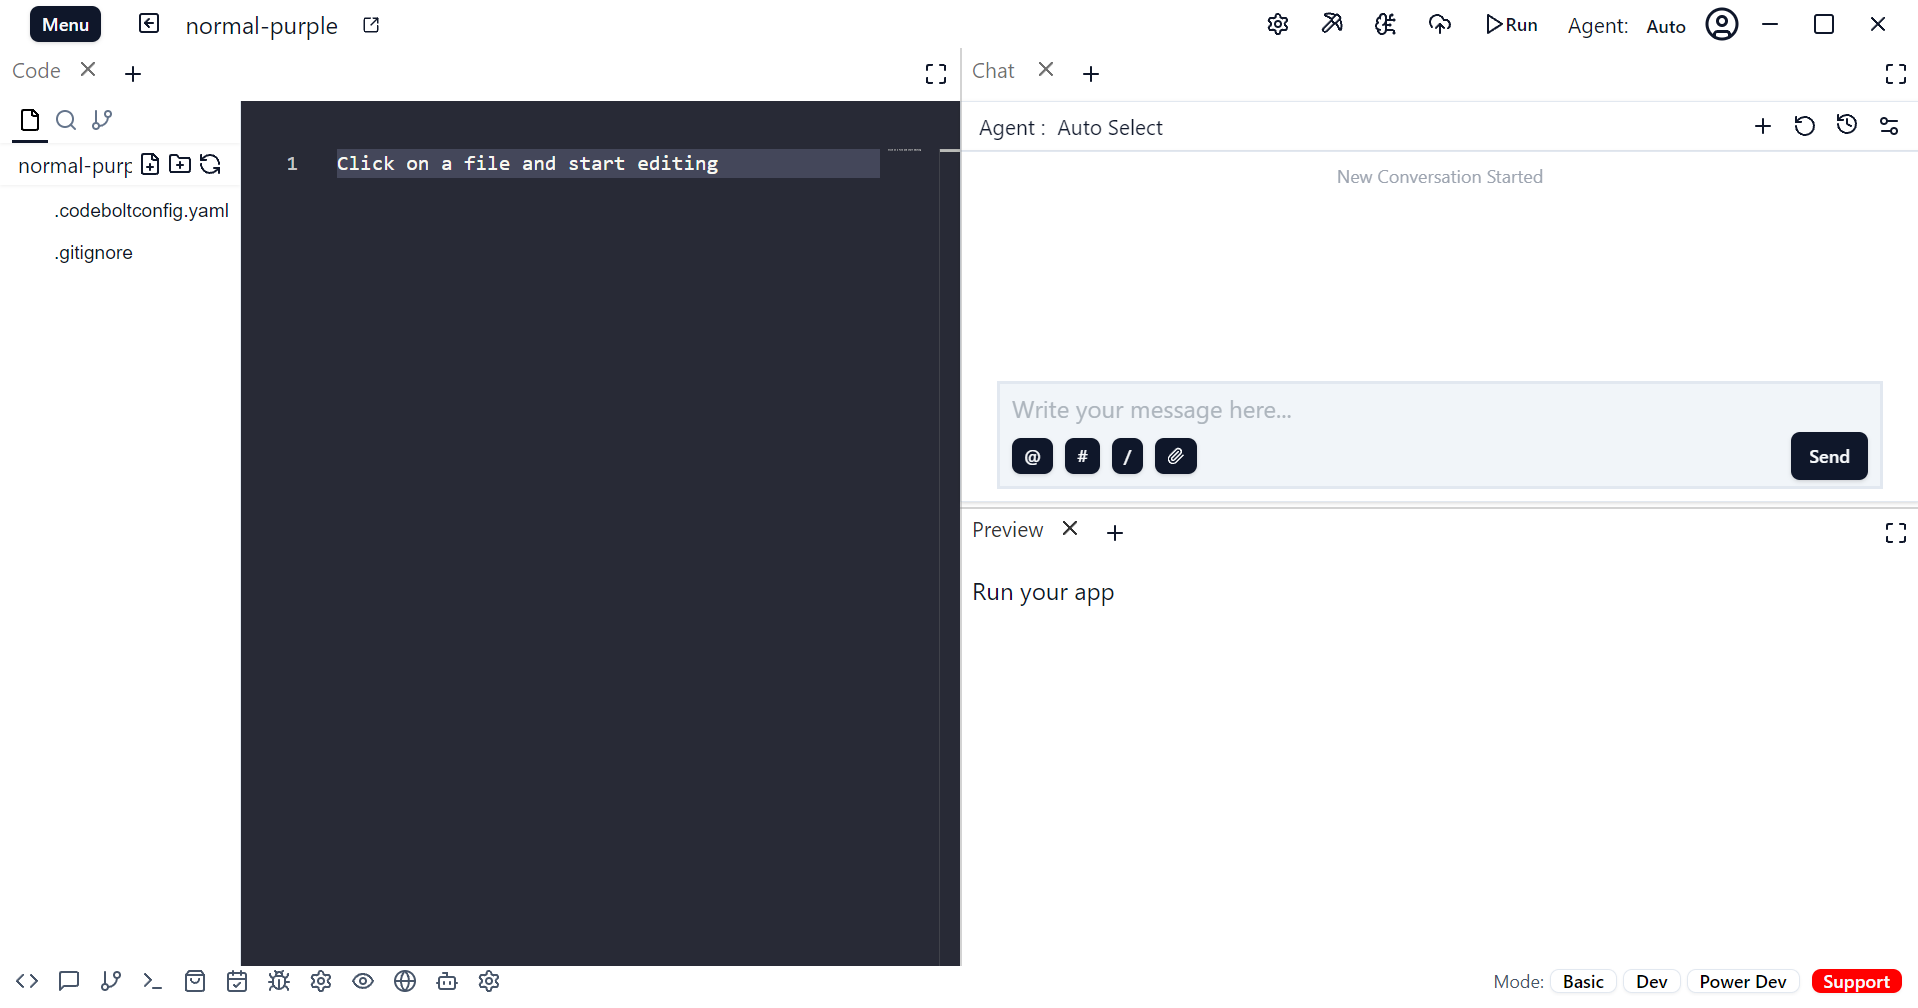 Menu
normal-purple
Run
Agent: Auto
Code
Chat
Agent : Auto Select
normal-purp
New Conversation Started
.codeboltconfig.yaml
.gitignore
1 Click on a file and start editing
Write your message here...
@ # /
Send
Preview
Run your app
Mode: Basic Dev Power Dev Support